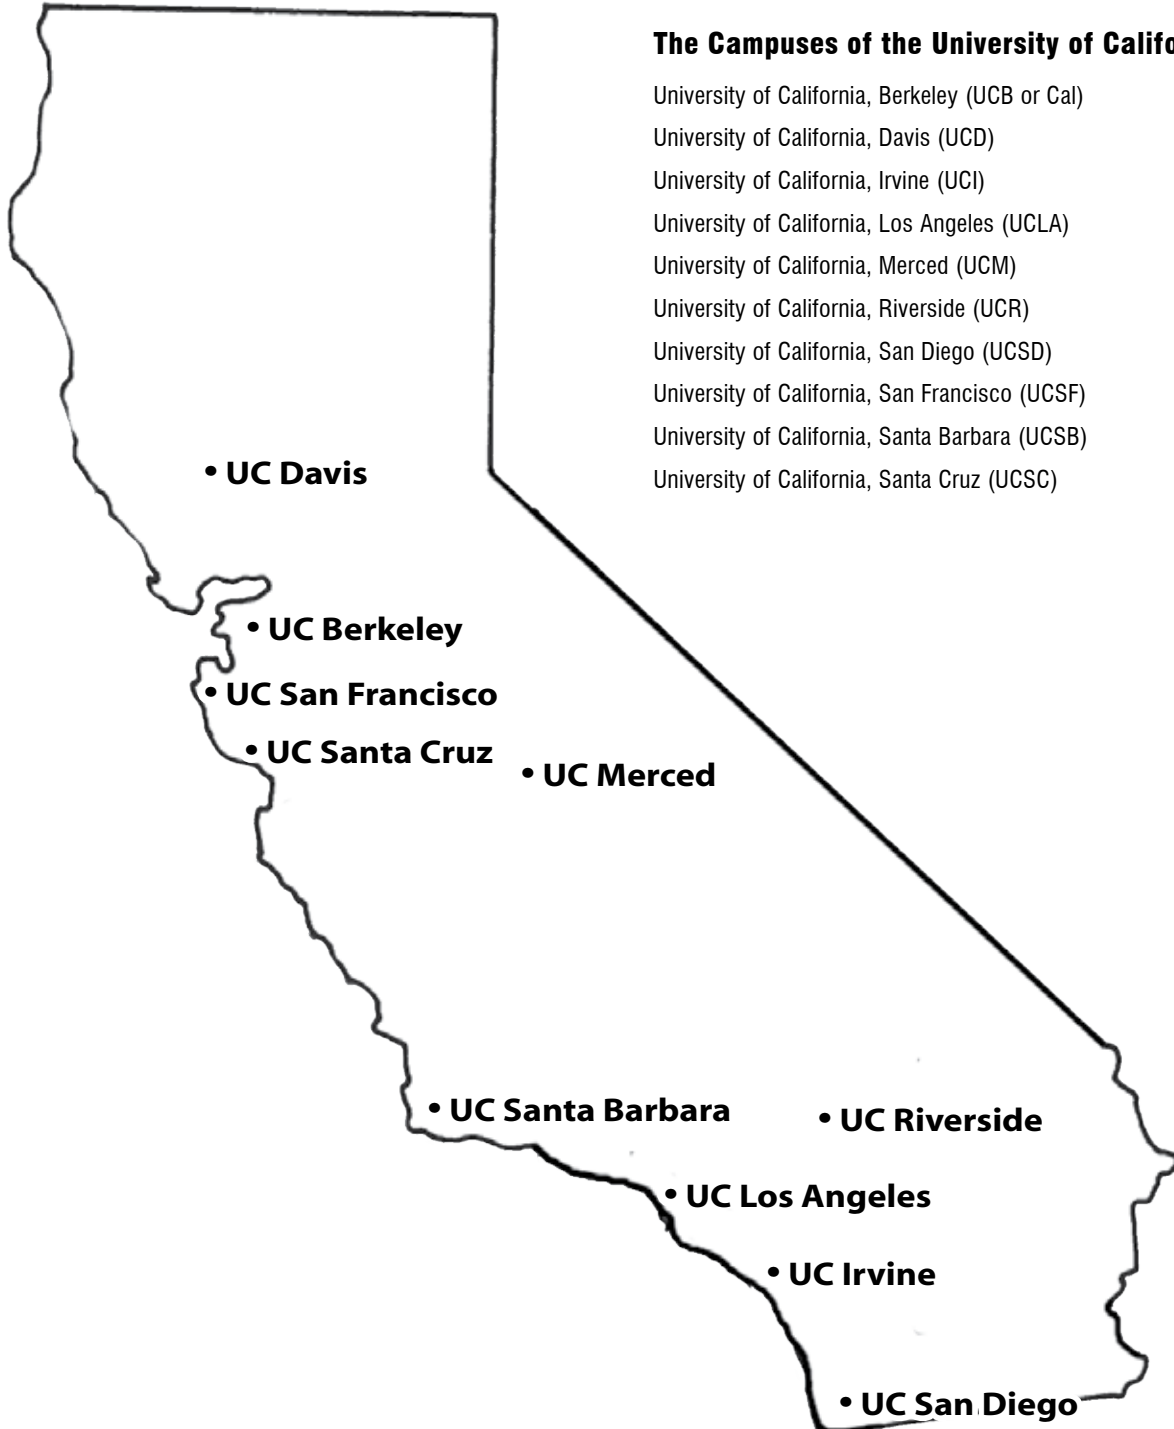 The Campuses of the University of Califo
University of California, Berkeley (UCB or Cal)
University of California, Davis (UCD)
University of California, Irvine (UCI)
University of California, Los Angeles (UCLA)
University of California, Merced (UCM)
University of California, Riverside (UCR)
University of California, San Diego (UCSD)
University of California, San Francisco (UCSF)
University of California, Santa Barbara (UCSB)
University of California, Santa Cruz (UCSC)
• UC Davis
• UC Berkeley
• UC San Francisco
• UC Santa Cruz
• UC Merced
• UC Santa Barbara
• UC Riverside
• UC Los Angeles
• UC Irvine
• UC San Diego